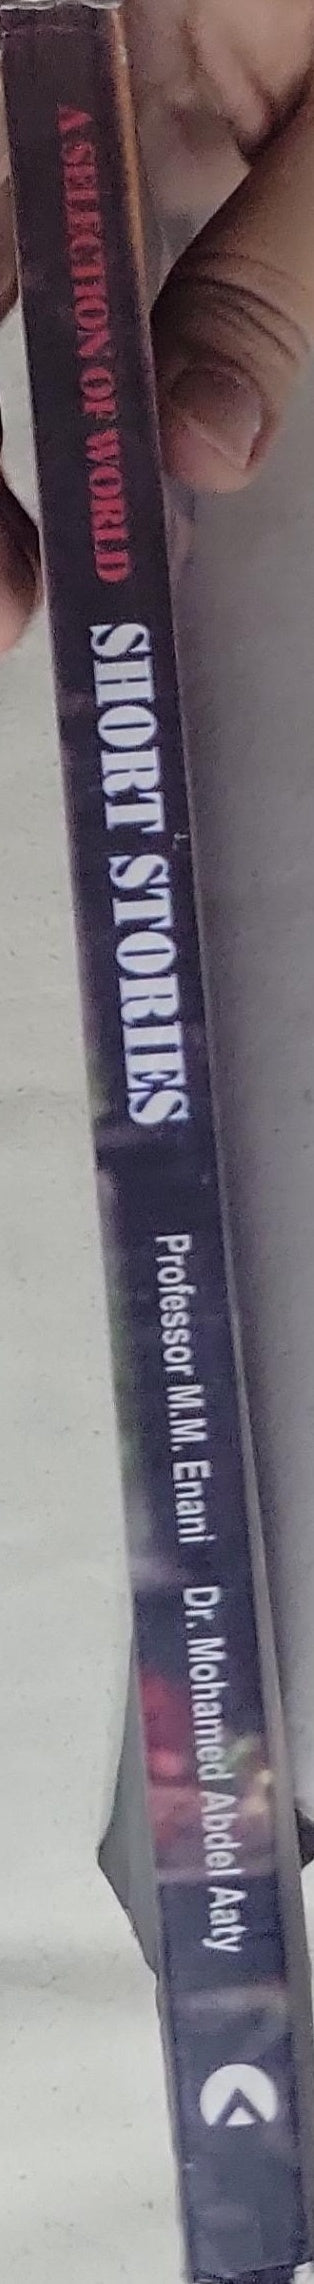 A SELECTION OF WORLD SHORT STORIES Professor M.M. Enani Dr. Mohamed Abdel Aaty